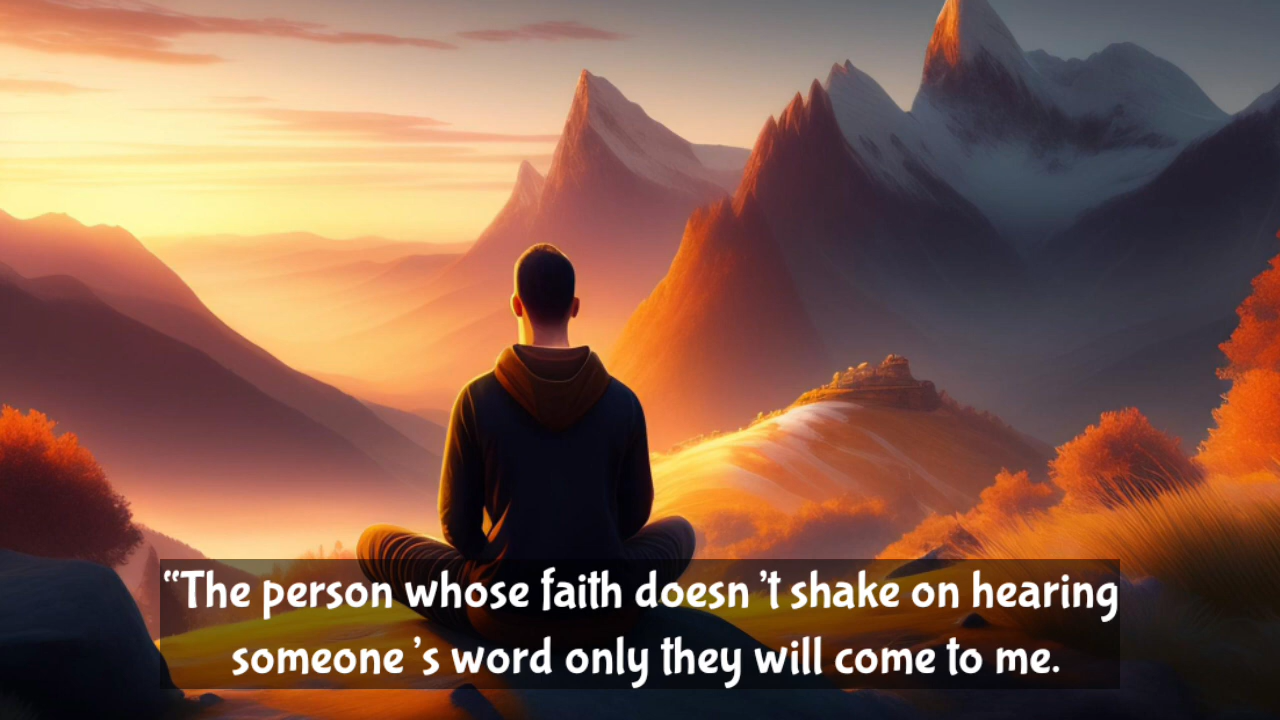 “The person whose faith doesn ’t shake on hearing
someone ’s word only they will come to me.